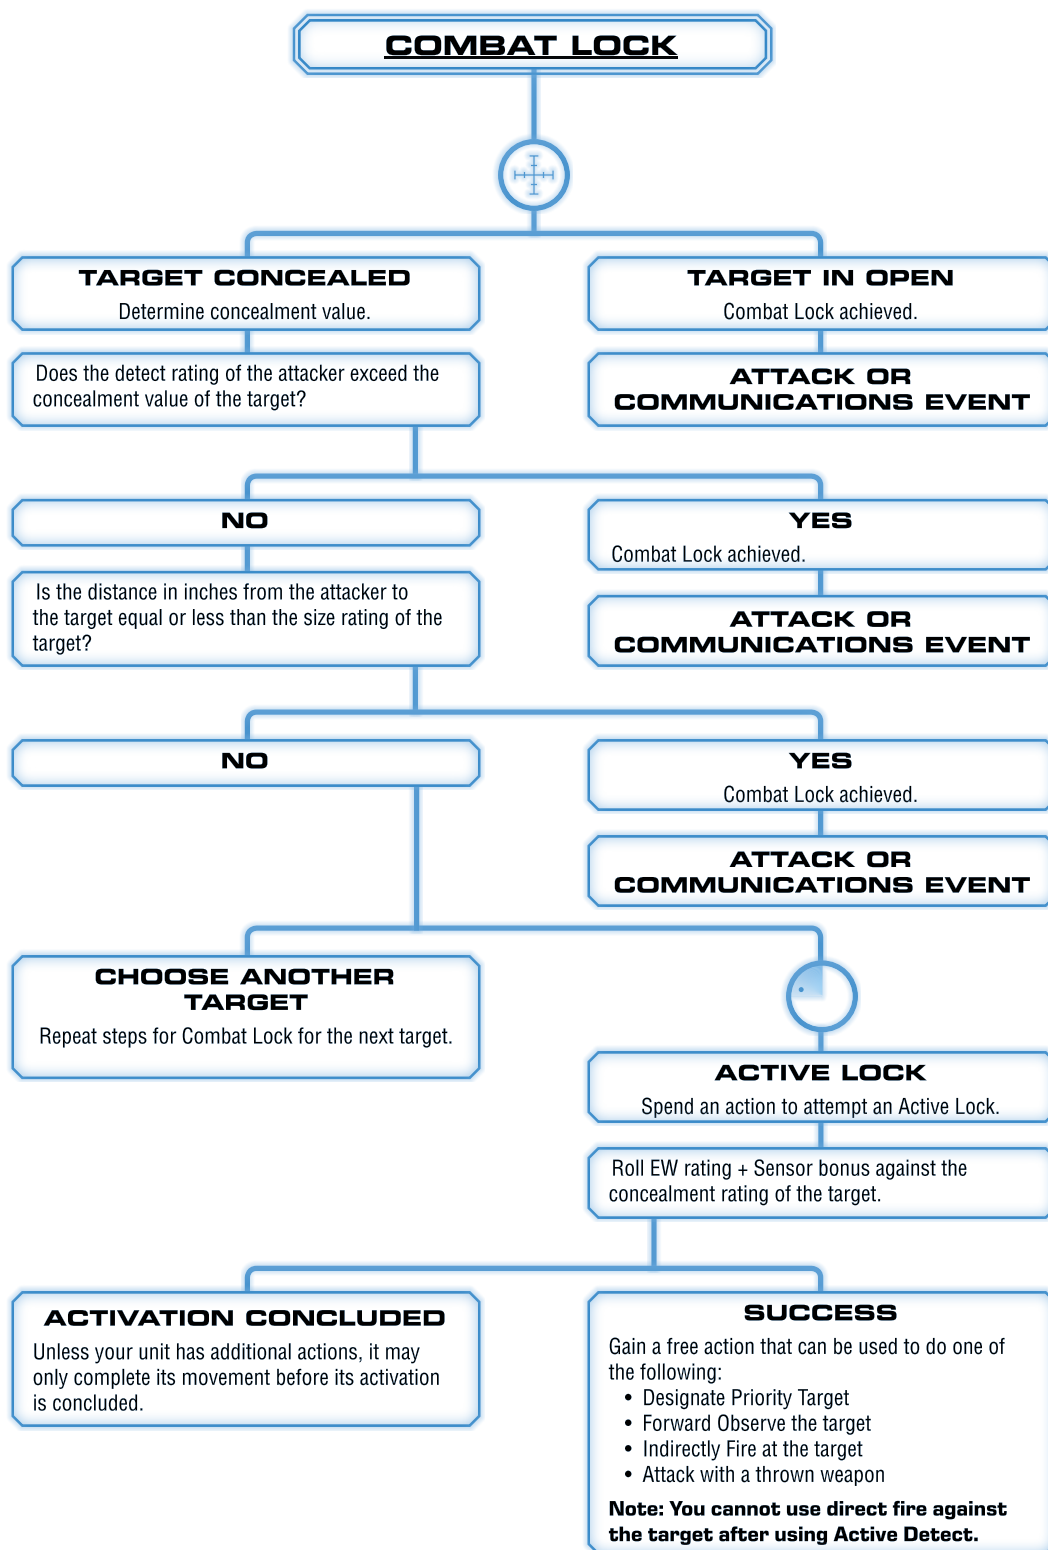 COMBAT LOCK
TARGET CONCEALED
Determine concealment value.
TARGET IN OPEN
Combat Lock achieved.
Does the detect rating of the attacker exceed the
concealment value of the target?
ATTACK OR
COMMUNICATIONS EVENT
NO
YES
Combat Lock achieved.
Is the distance in inches from the attacker to
the target equal or less than the size rating of the
target?
ATTACK OR
COMMUNICATIONS EVENT
NO
YES
Combat Lock achieved.
ATTACK OR
COMMUNICATIONS EVENT
CHOOSE ANOTHER
TARGET
Repeat steps for Combat Lock for the next target.
ACTIVE LOCK
Spend an action to attempt an Active Lock.
Roll EW rating + Sensor bonus against the
concealment rating of the target.
ACTIVATION CONCLUDED
Unless your unit has additional actions, it may
only complete its movement before its activation
is concluded.
SUCCESS
Gain a free action that can be used to do one of
the following:
• Designate Priority Target
• Forward Observe the target
• Indirectly Fire at the target
• Attack with a thrown weapon
Note: You cannot use direct fire against
the target after using Active Detect.